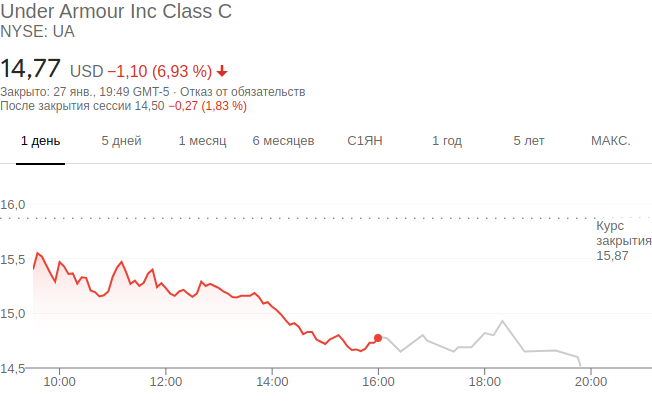 Under Armour Inc Class C
NYSE: UA
14,77 USD −1,10 (6,93 %)
Закрыто: 27 янв., 19:49 GMT-5 · Отказ от обязательств
После закрытия сессии 14,50 −0,27 (1,83 %)
1 день 5 дней 1 месяц 6 месяцев С1ЯН 1 год 5 лет МАКС.
16,0
Курс
закрытия
15,87
15,5
15,0
14,5
10:00 12:00 14:00 16:00 18:00 20:00